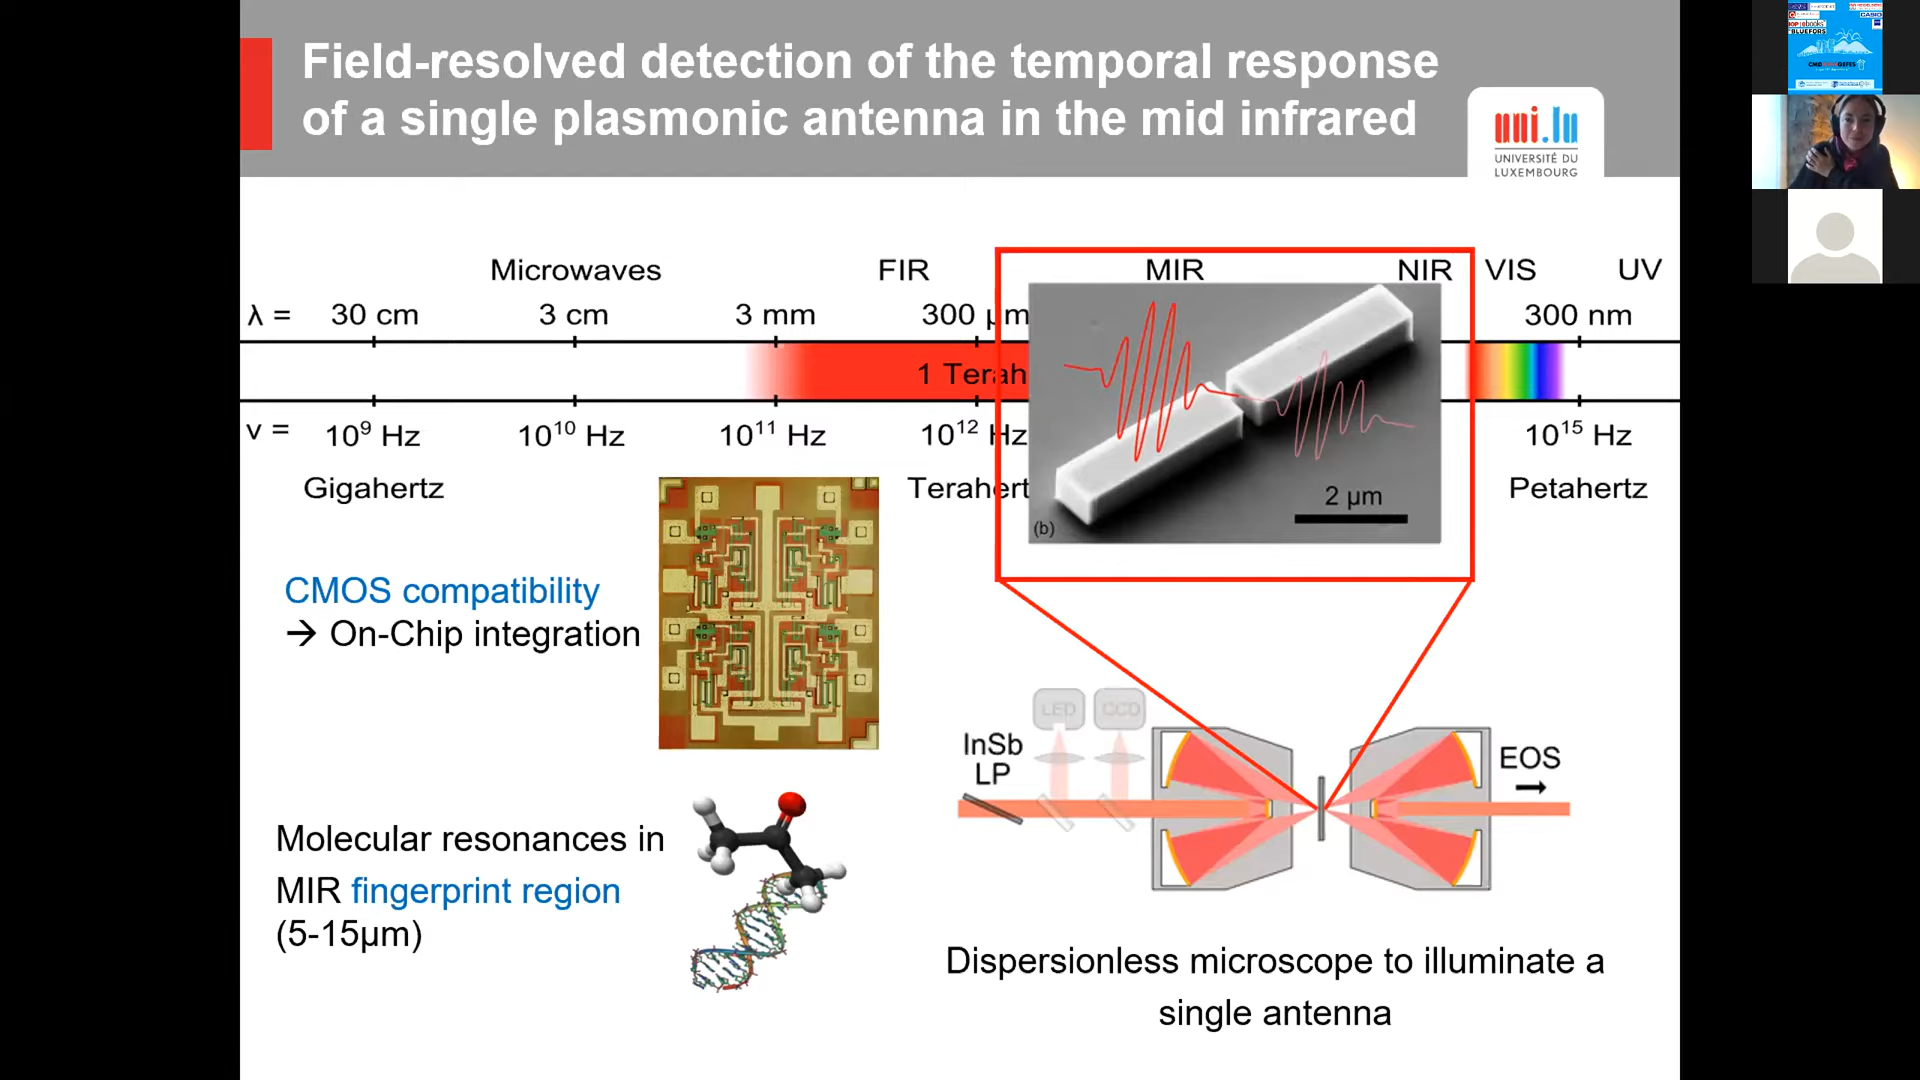 Field-resolved detection of the temporal response
of a single plasmonic antenna in the mid infrared
uni.lu
UNIVERSITÉ DU
LUXEMBOURG
Microwaves FIR MIR NIR VIS UV
λ = 30 cm 3 cm 3 mm 300 µm 300 nm
1 Terah
ν = 10⁹ Hz 10¹⁰ Hz 10¹¹ Hz 10¹² Hz 10¹⁵ Hz
Gigahertz Terahert Petahertz
2 µm
(b)
CMOS compatibility
→ On-Chip integration
LED CCD
InSb
LP
EOS
Molecular resonances in
MIR fingerprint region
(5-15µm)
Dispersionless microscope to illuminate a
single antenna
CASIO
BLUEFORS